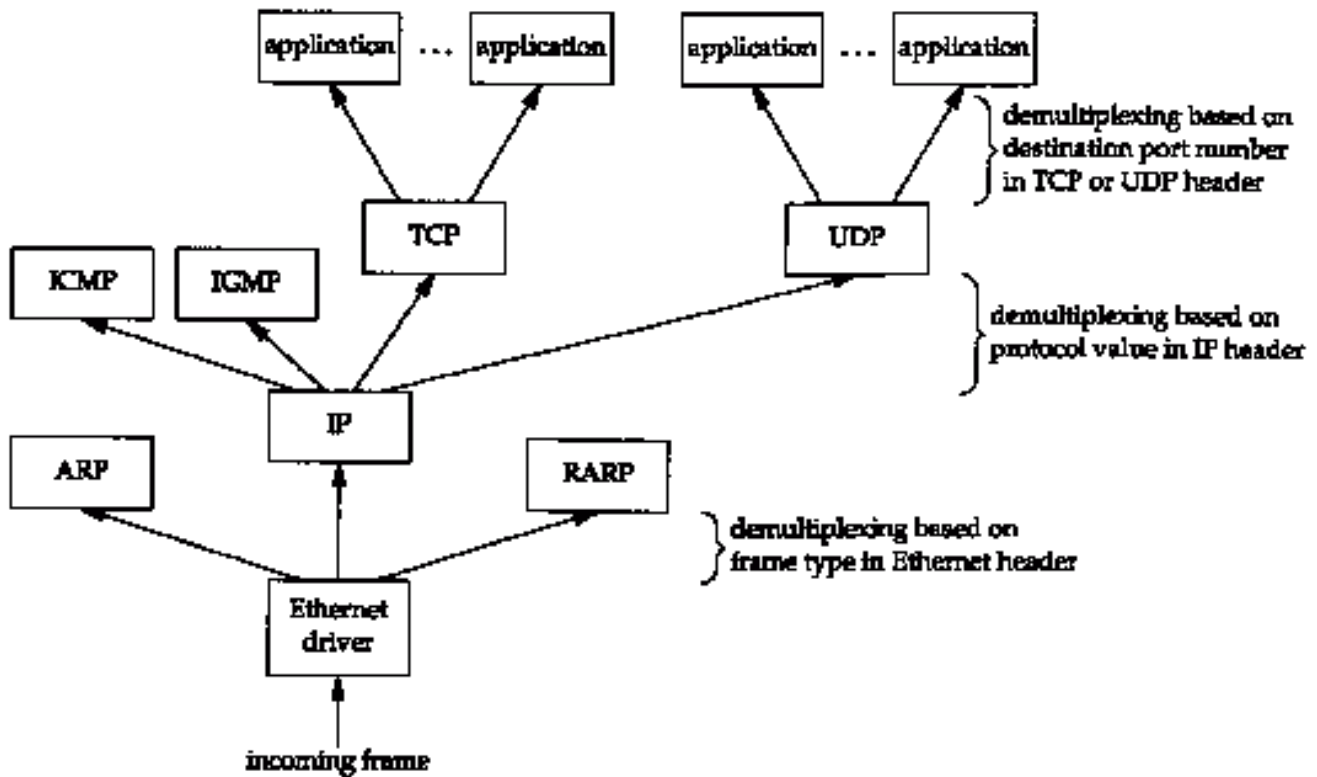 application ... application application ... application
demultiplexing based on
destination port number
in TCP or UDP header
TCP UDP
ICMP IGMP
demultiplexing based on
protocol value in IP header
IP
ARP RARP
demultiplexing based on
frame type in Ethernet header
Ethernet
driver
incoming frame